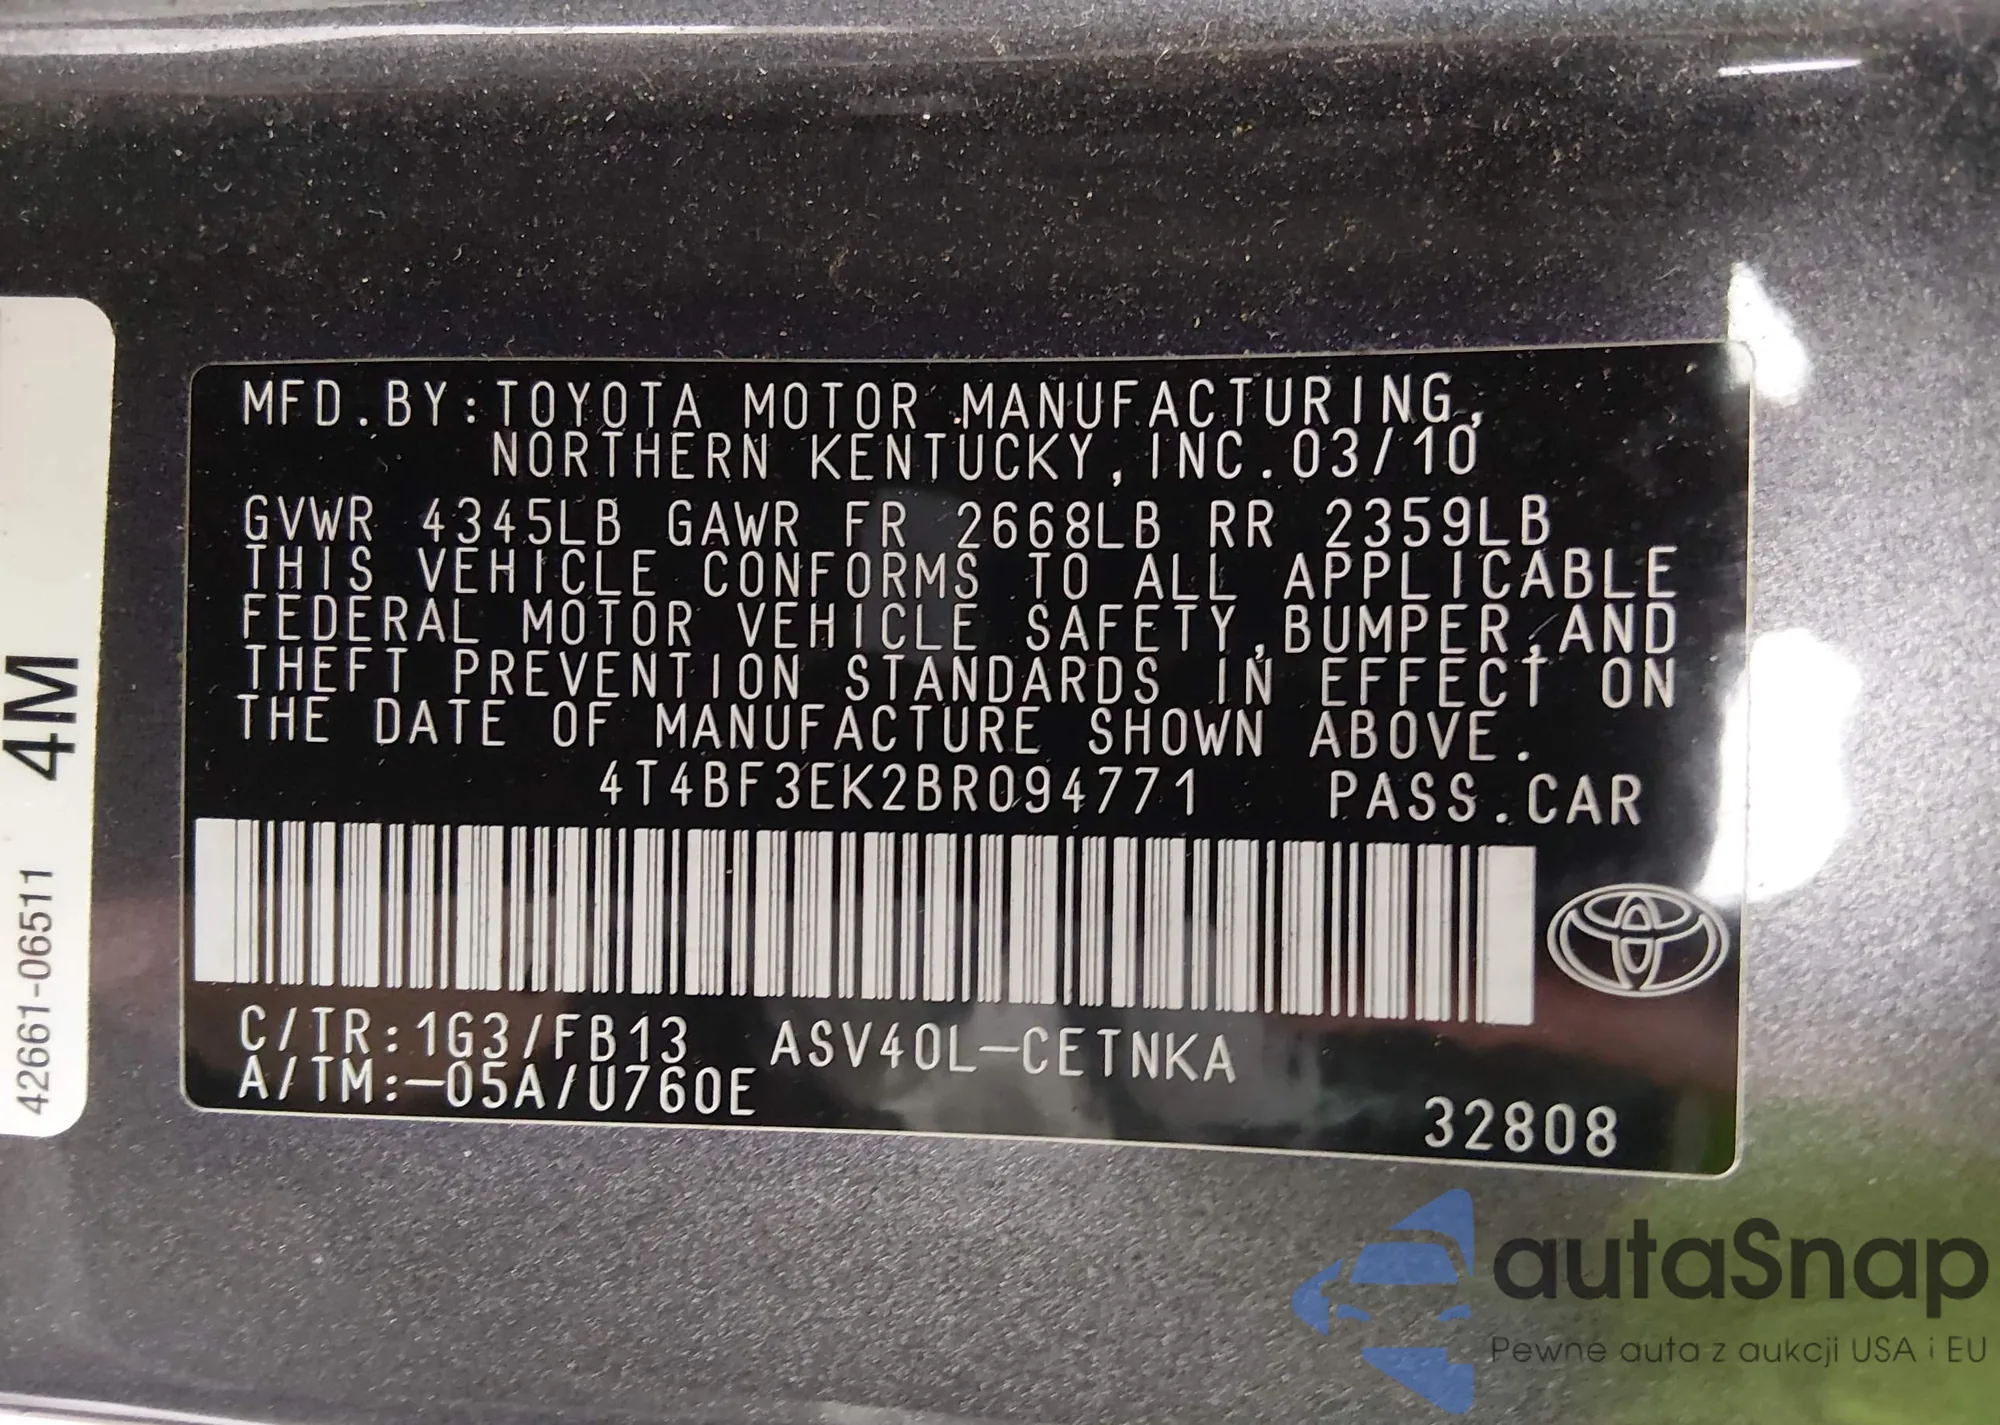 MFD.BY:TOYOTA MOTOR MANUFACTURING,
NORTHERN KENTUCKY,INC.03/10
GVWR 4345LB GAWR FR 2668LB RR 2359LB
THIS VEHICLE CONFORMS TO ALL APPLICABLE
FEDERAL MOTOR VEHICLE SAFETY,BUMPER,AND
THEFT PREVENTION STANDARDS IN EFFECT ON
THE DATE OF MANUFACTURE SHOWN ABOVE.
4T4BF3EK2BR094771 PASS.CAR
C/TR:1G3/FB13 ASV40L-CETNKA
A/TM:-05A/U760E
32808
42661-06511 4M
autaSnap
Pewne auta z aukcji USA i EU